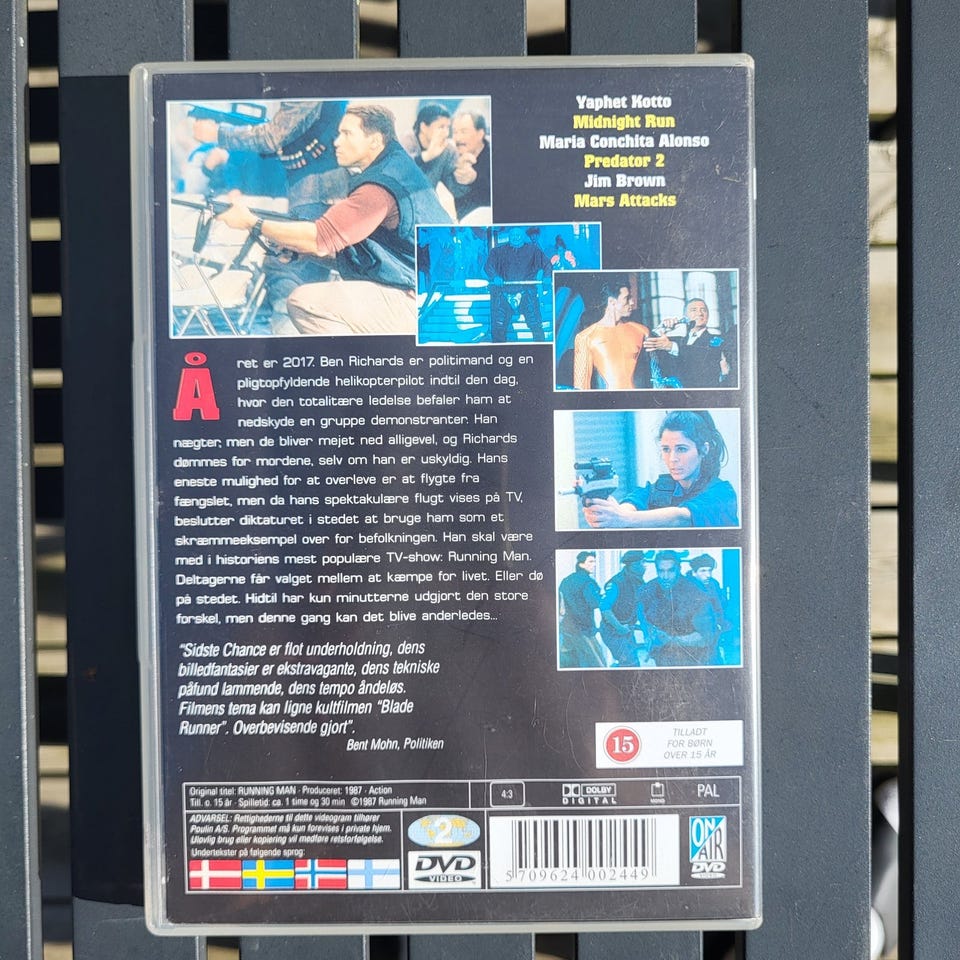 Yaphet Kotto
Midnight Run
Maria Conchita Alonso
Predator 2
Jim Brown
Mars Attacks
Året er 2017. Ben Richards er politimand og en
pligtopfyldende helikopterpilot indtil den dag,
hvor den totalitære ledelse befaler ham at
nedskyde en gruppe demonstranter. Han
nægter, men de bliver mejet ned alligevel, og Richards
dømmes for mordene, selv om han er uskyldig. Hans
eneste mulighed for at overleve er at flygte fra
fængslet, men da hans spektakulære flugt vises på TV,
beslutter diktaturet i stedet at bruge ham som et
skræmmeeksempel over for befolkningen. Han skal være
med i historiens mest populære TV-show: Running Man.
Deltagerne får valget mellem at kæmpe for livet. Eller dø
på stedet. Hidtil har kun minutterne udgjort den store
forskel, men denne gang kan det blive anderledes...
"Sidste Chance er flot underholdning, dens
billedfantasier er ekstravagante, dens tekniske
påfund lammende, dens tempo åndeløs.
Filmens tema kan ligne kultfilmen "Blade
Runner". Overbevisende gjort".
Bent Mohn, Politiken
15
TILLADT
FOR BØRN
OVER 15 ÅR
Original titel: RUNNING MAN · Produceret: 1987 · Action
Till. o. 15 år · Spilletid: ca. 1 time og 30 min ©1987 Running Man
4:3
DOLBY
DIGITAL
MONO
PAL
ADVARSEL: Rettighederne til dette videogram tilhører
Poulin A/S. Programmet må kun forevises i private hjem.
Ulovlig brug eller kopiering vil medføre retsforfølgelse.
Undertekster på følgende sprog:
2
DVD
VIDEO
5 709624 002449
ON AIR
DVD
VIDEO